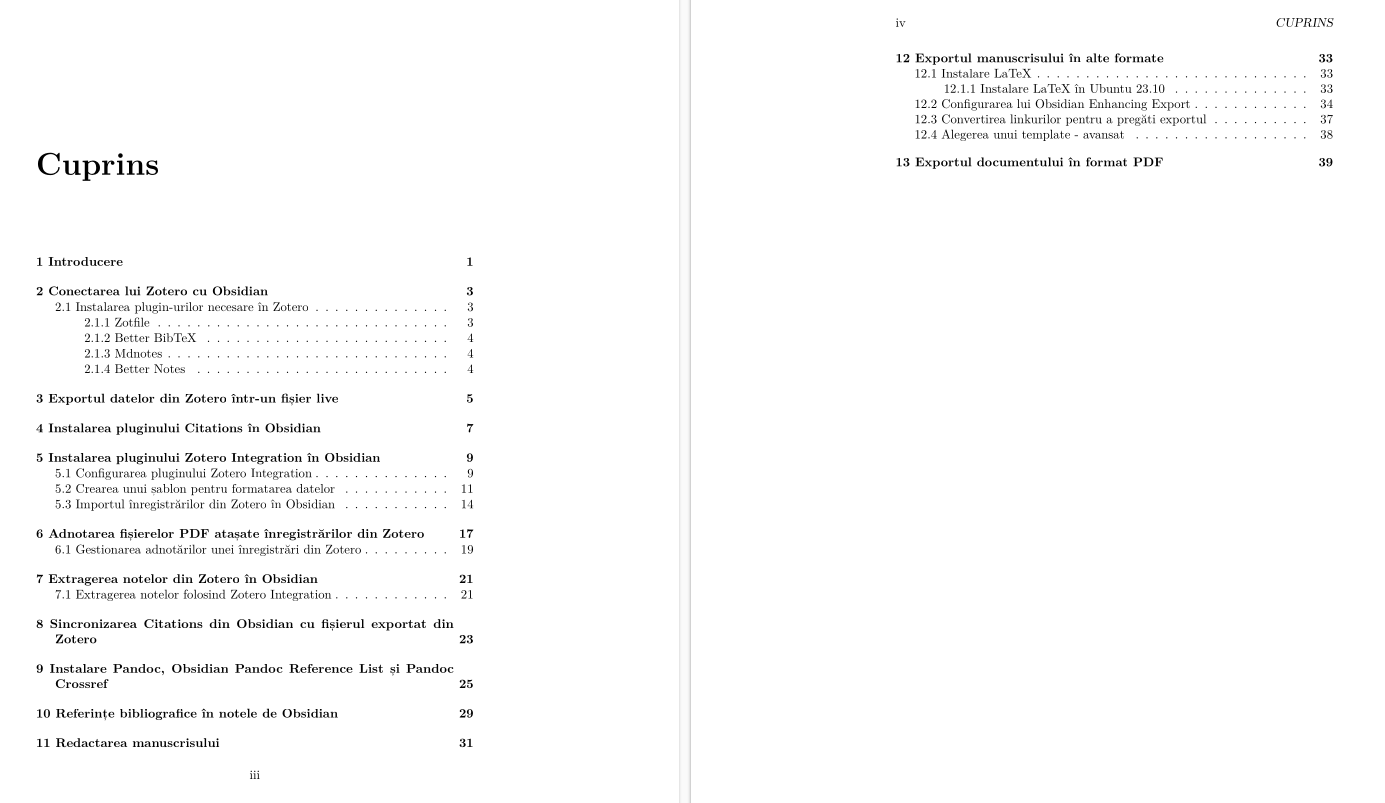 Cuprins
1 Introducere 1
2 Conectarea lui Zotero cu Obsidian 3
2.1 Instalarea plugin-urilor necesare în Zotero . . . . . . . . . . . . . . 3
2.1.1 Zotfile . . . . . . . . . . . . . . . . . . . . . . . . . . . . . . 3
2.1.2 Better BibTeX . . . . . . . . . . . . . . . . . . . . . . . . . 4
2.1.3 Mdnotes . . . . . . . . . . . . . . . . . . . . . . . . . . . . . 4
2.1.4 Better Notes . . . . . . . . . . . . . . . . . . . . . . . . . . 4
3 Exportul datelor din Zotero într-un fișier live 5
4 Instalarea pluginului Citations în Obsidian 7
5 Instalarea pluginului Zotero Integration în Obsidian 9
5.1 Configurarea pluginului Zotero Integration . . . . . . . . . . . . . . 9
5.2 Crearea unui șablon pentru formatarea datelor . . . . . . . . . . . 11
5.3 Importul înregistrărilor din Zotero în Obsidian . . . . . . . . . . . 14
6 Adnotarea fișierelor PDF atașate înregistrărilor din Zotero 17
6.1 Gestionarea adnotărilor unei înregistrări din Zotero . . . . . . . . . 19
7 Extragerea notelor din Zotero în Obsidian 21
7.1 Extragerea notelor folosind Zotero Integration . . . . . . . . . . . . 21
8 Sincronizarea Citations din Obsidian cu fișierul exportat din
Zotero 23
9 Instalare Pandoc, Obsidian Pandoc Reference List și Pandoc
Crossref 25
10 Referințe bibliografice în notele de Obsidian 29
11 Redactarea manuscrisului 31
iii
iv CUPRINS
12 Exportul manuscrisului în alte formate 33
12.1 Instalare LaTeX . . . . . . . . . . . . . . . . . . . . . . . . . . . . 33
12.1.1 Instalare LaTeX în Ubuntu 23.10 . . . . . . . . . . . . . . 33
12.2 Configurarea lui Obsidian Enhancing Export . . . . . . . . . . . . 34
12.3 Convertirea linkurilor pentru a pregăti exportul . . . . . . . . . . 37
12.4 Alegerea unui template - avansat . . . . . . . . . . . . . . . . . . 38
13 Exportul documentului în format PDF 39